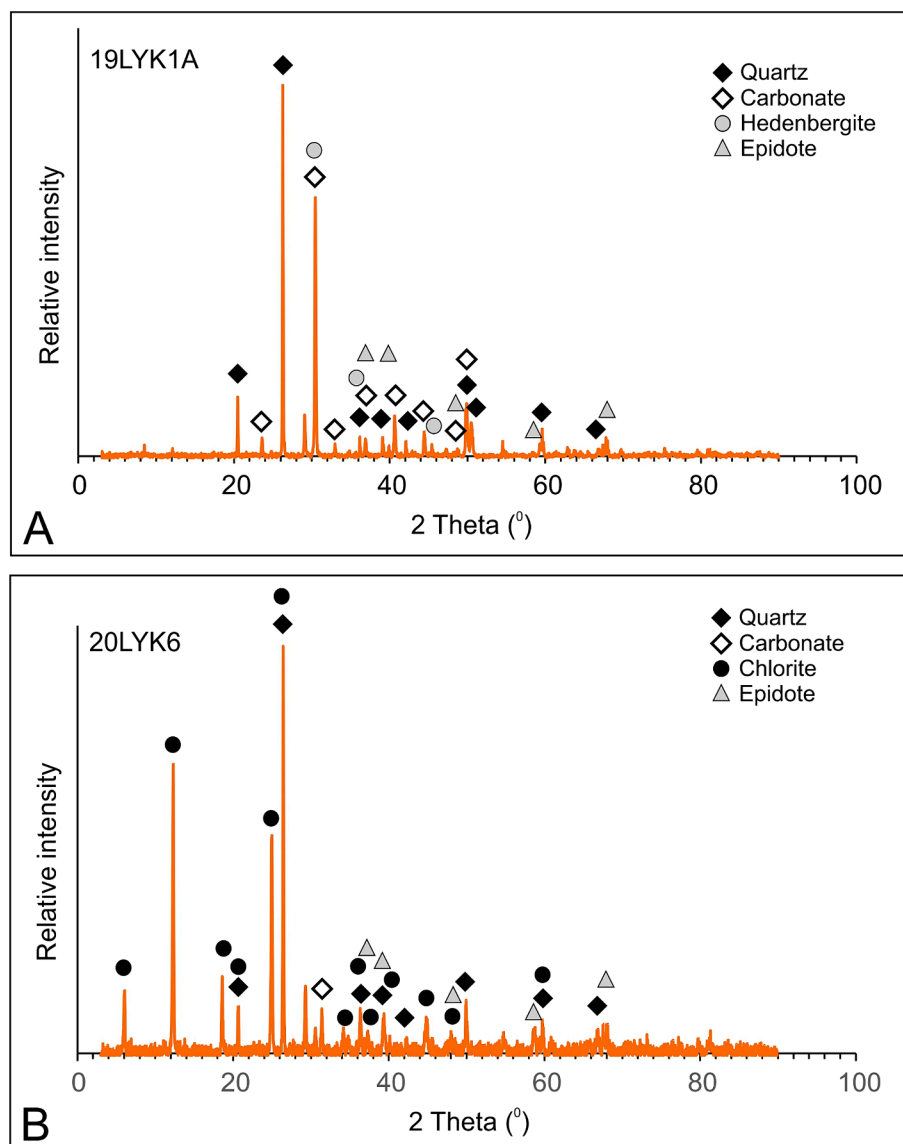 19LYK1A
Quartz
Carbonate
Hedenbergite
Epidote
Relative intensity
0 20 40 60 80 100
2 Theta (⁰)
A
20LYK6
Quartz
Carbonate
Chlorite
Epidote
Relative intensity
0 20 40 60 80 100
2 Theta (⁰)
B